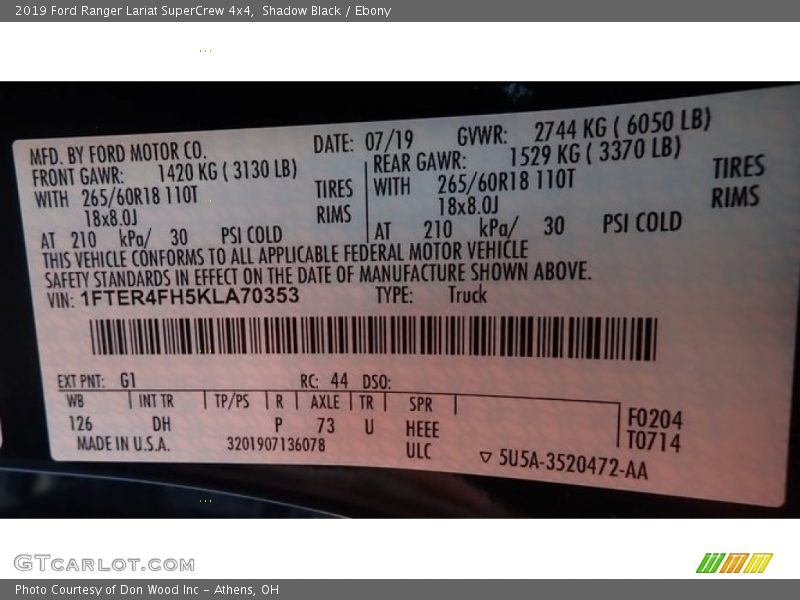 2019 Ford Ranger Lariat SuperCrew 4x4,  Shadow Black / Ebony
MFD. BY FORD MOTOR CO. DATE: 07/19 GVWR: 2744 KG ( 6050 LB)
FRONT GAWR: 1420 KG ( 3130 LB) REAR GAWR: 1529 KG ( 3370 LB)
WITH 265/60R18 110T TIRES WITH 265/60R18 110T TIRES
18x8.0J RIMS 18x8.0J RIMS
AT 210 kPa/ 30 PSI COLD AT 210 kPa/ 30 PSI COLD
THIS VEHICLE CONFORMS TO ALL APPLICABLE FEDERAL MOTOR VEHICLE
SAFETY STANDARDS IN EFFECT ON THE DATE OF MANUFACTURE SHOWN ABOVE.
VIN: 1FTER4FH5KLA70353 TYPE: Truck
EXT PNT: G1 RC: 44 DSO:
WB INT TR TP/PS R AXLE TR SPR
126 DH P 73 U HEEE F0204
MADE IN U.S.A. 3201907136078 ULC T0714
5U5A-3520472-AA
GTCARLOT.COM
Photo Courtesy of Don Wood Inc - Athens, OH